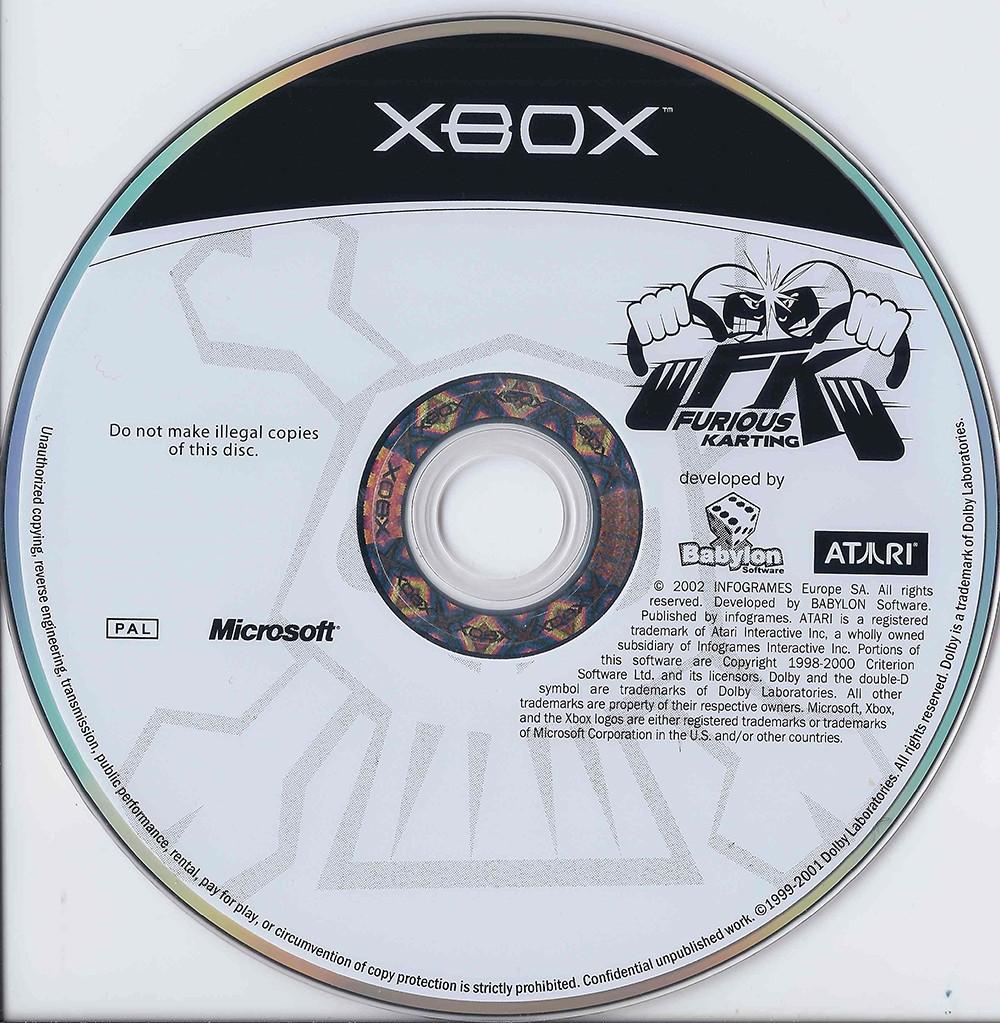 XBOX™
FK
FURIOUS
KARTING
Do not make illegal copies
of this disc.
developed by
Babylon
Software
ATARI®
PAL
Microsoft®
© 2002 INFOGRAMES Europe SA. All rights
reserved. Developed by BABYLON Software.
Published by infogrames. ATARI is a registered
trademark of Atari Interactive Inc, a wholly owned
subsidiary of Infogrames Interactive Inc. Portions of
this software are Copyright 1998-2000 Criterion
Software Ltd. and its licensors. Dolby and the double-D
symbol are trademarks of Dolby Laboratories. All other
trademarks are property of their respective owners. Microsoft, Xbox,
and the Xbox logos are either registered trademarks or trademarks
of Microsoft Corporation in the U.S. and/or other countries.
Unauthorized copying, reverse engineering, transmission, public performance, rental, pay for play, or circumvention of copy protection is strictly prohibited. Confidential unpublished work. ©1999-2001 Dolby Laboratories. All rights reserved. Dolby is a trademark of Dolby Laboratories.
XBOX
XBOX
XBOX
XBOX
XBOX
XBOX
XBOX